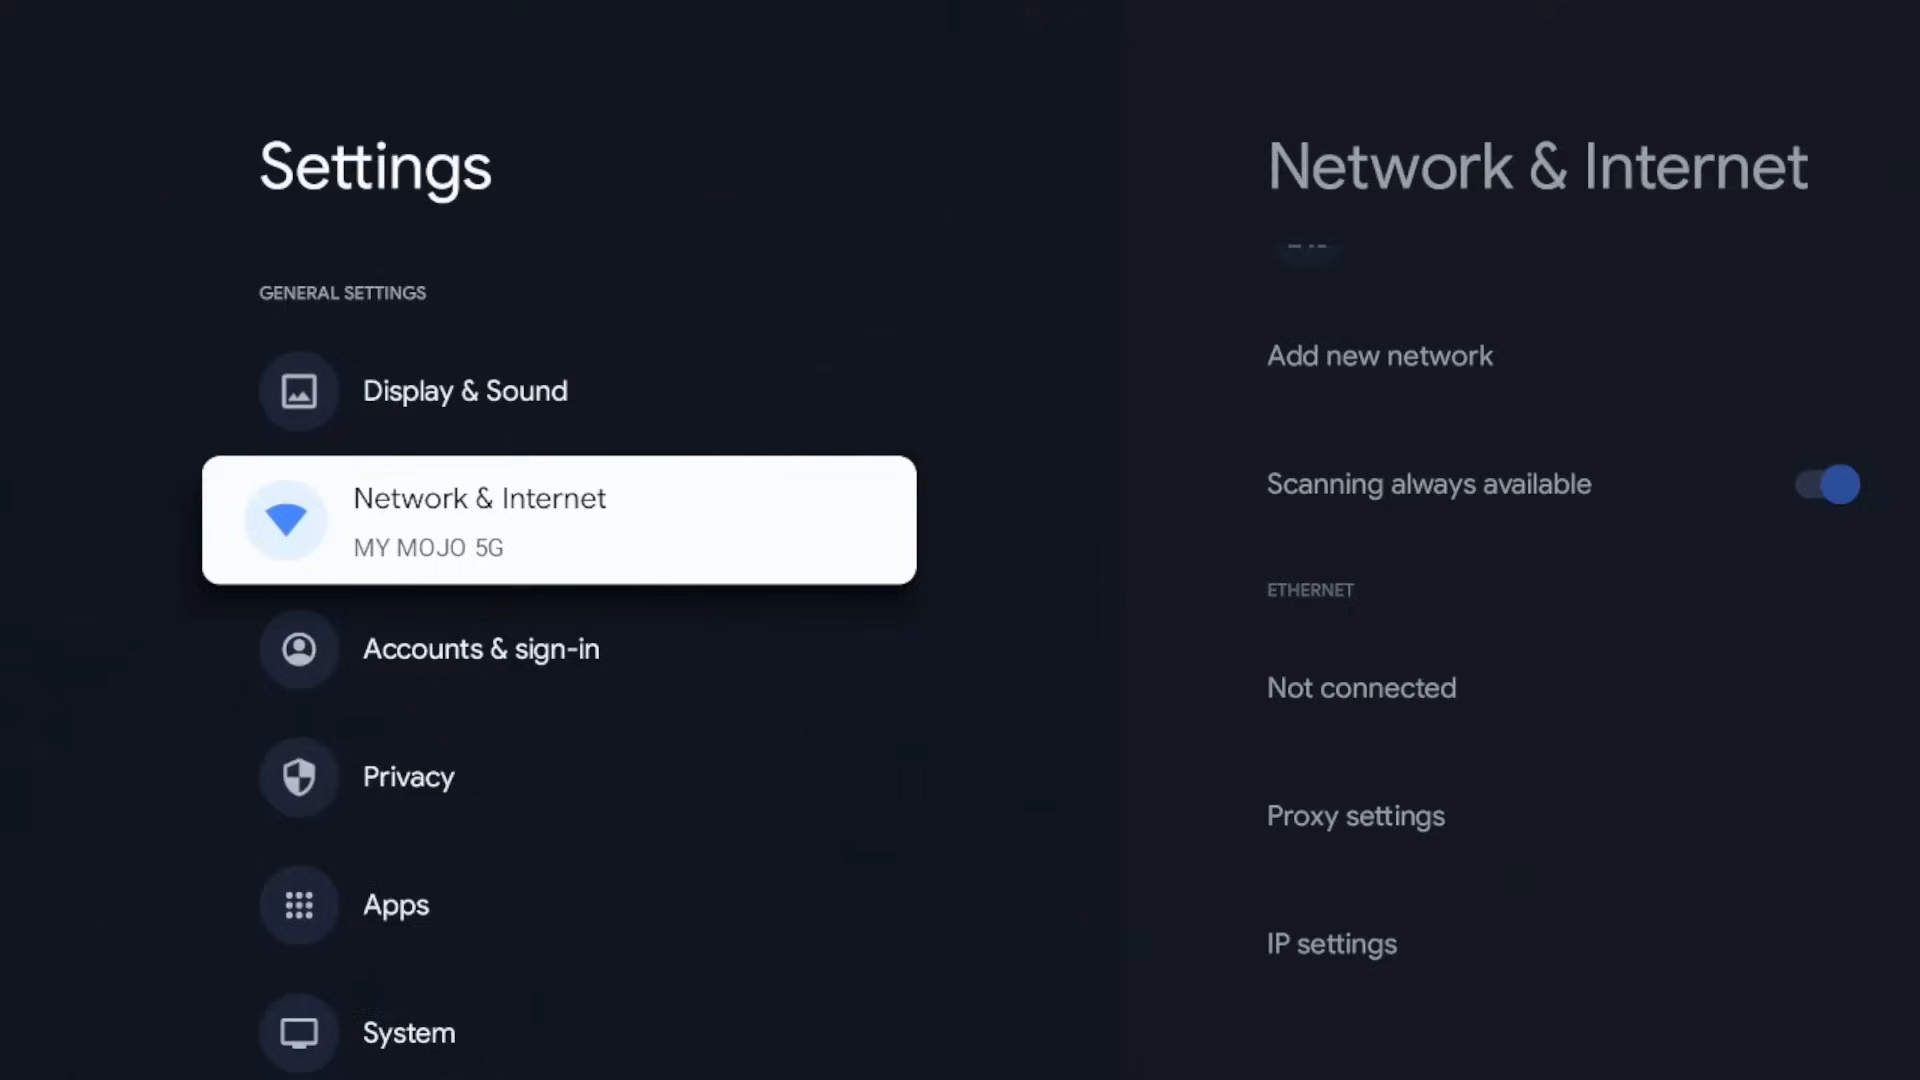 Settings
GENERAL SETTINGS
Display & Sound
Network & Internet
MY MOJO 5G
Accounts & sign-in
Privacy
Apps
System
Network & Internet
Add new network
Scanning always available
ETHERNET
Not connected
Proxy settings
IP settings